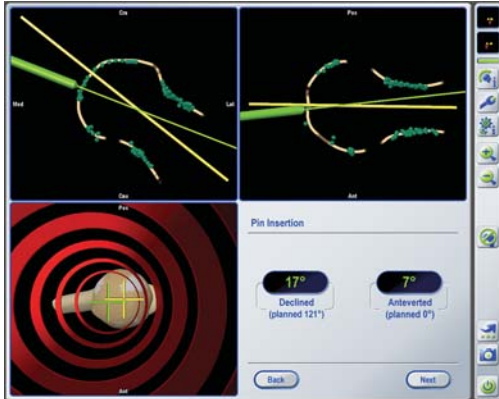 Cra
Pos
Med
Lat
Cau
Ant
Pos
Ant
Pin Insertion
17°
Declined
(planned 121°)
7°
Anteverted
(planned 0°)
Back
Next